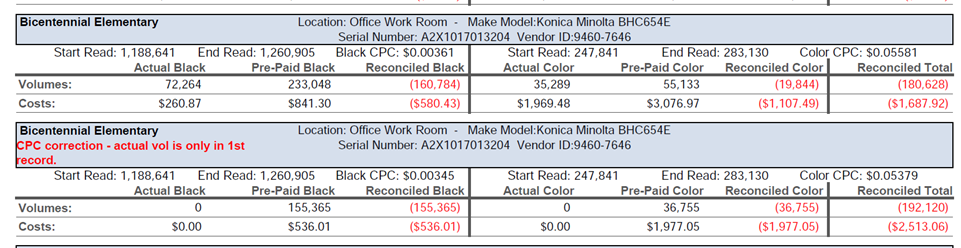 Bicentennial Elementary Location: Office Work Room - Make Model:Konica Minolta BHC654E
Serial Number: A2X1017013204 Vendor ID:9460-7646
Start Read: 1,188,641 End Read: 1,260,905 Black CPC: $0.00361 Start Read: 247,841 End Read: 283,130 Color CPC: $0.05581
Actual Black Pre-Paid Black Reconciled Black Actual Color Pre-Paid Color Reconciled Color Reconciled Total
Volumes: 72,264 233,048 (160,784) 35,289 55,133 (19,844) (180,628)
Costs: $260.87 $841.30 ($580.43) $1,969.48 $3,076.97 ($1,107.49) ($1,687.92)
Bicentennial Elementary Location: Office Work Room - Make Model:Konica Minolta BHC654E
CPC correction - actual vol is only in 1st Serial Number: A2X1017013204 Vendor ID:9460-7646
record.
Start Read: 1,188,641 End Read: 1,260,905 Black CPC: $0.00345 Start Read: 247,841 End Read: 283,130 Color CPC: $0.05379
Actual Black Pre-Paid Black Reconciled Black Actual Color Pre-Paid Color Reconciled Color Reconciled Total
Volumes: 0 155,365 (155,365) 0 36,755 (36,755) (192,120)
Costs: $0.00 $536.01 ($536.01) $0.00 $1,977.05 ($1,977.05) ($2,513.06)